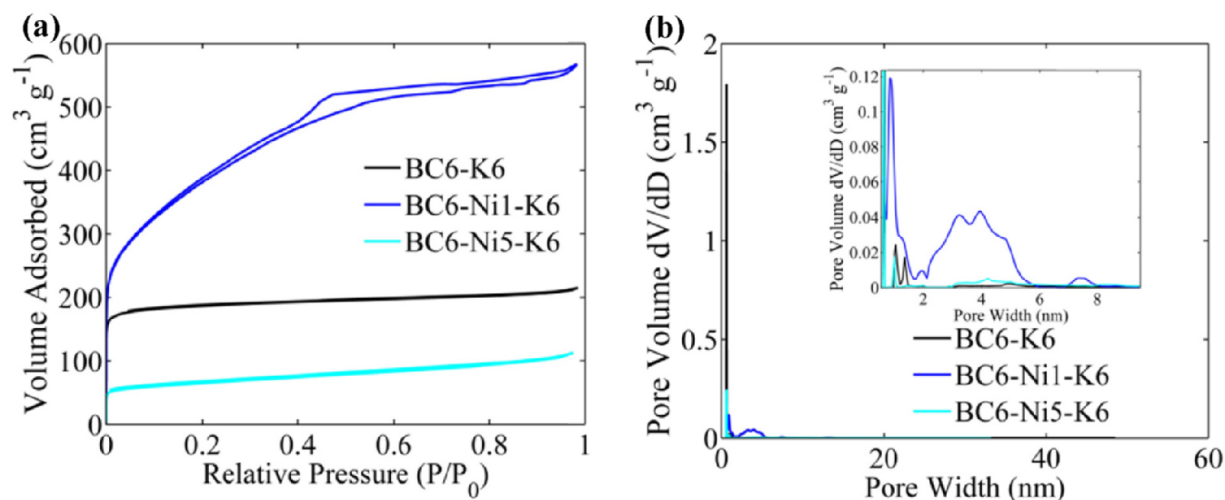 (a)
600
500
400
300
200
100
0
Volume Adsorbed (cm³ g⁻¹)
BC6-K6
BC6-Ni1-K6
BC6-Ni5-K6
0 0.2 0.4 0.6 0.8 1
Relative Pressure (P/P₀)
(b)
2
1.5
1
0.5
0
Pore Volume dV/dD (cm³ g⁻¹)
0.12
0.1
0.08
0.06
0.04
0.02
0
Pore Volume dV/dD (cm³ g⁻¹)
2 4 6 8
Pore Width (nm)
BC6-K6
BC6-Ni1-K6
BC6-Ni5-K6
0 20 40 60
Pore Width (nm)